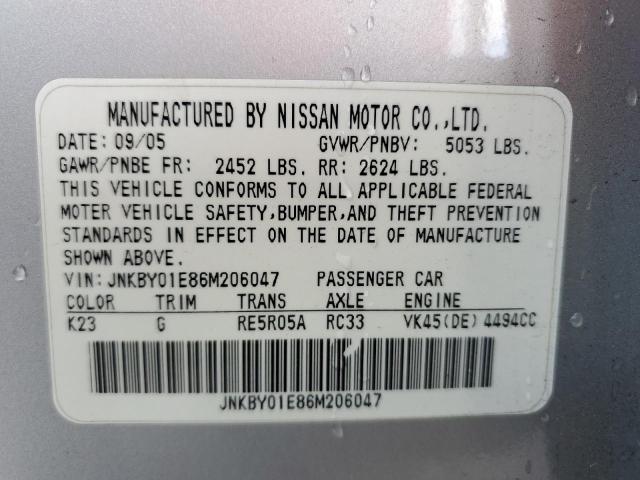 MANUFACTURED BY NISSAN MOTOR CO.,LTD.
DATE: 09/05 GVWR/PNBV: 5053 LBS.
GAWR/PNBE FR: 2452 LBS. RR: 2624 LBS.
THIS VEHICLE CONFORMS TO ALL APPLICABLE FEDERAL
MOTER VEHICLE SAFETY,BUMPER,AND THEFT PREVENTION
STANDARDS IN EFFECT ON THE DATE OF MANUFACTURE
SHOWN ABOVE.
VIN: JNKBY01E86M206047 PASSENGER CAR
COLOR TRIM TRANS AXLE ENGINE
K23 G RE5R05A RC33 VK45(DE) 4494CC
JNKBY01E86M206047